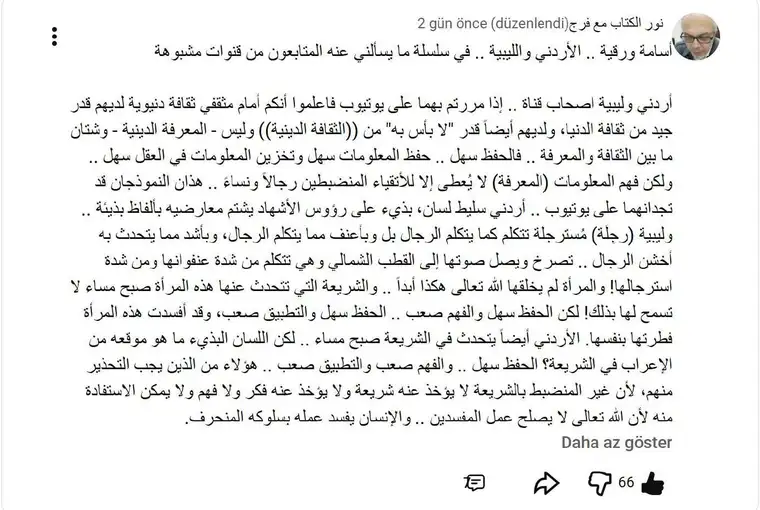 نور الكتاب مع فرج 2 gün önce (düzenlendi)
أسامة ورقية .. الأردني والليبية .. في سلسلة ما يسألني عنه المتابعون من قنوات مشبوهة
أردني وليبية اصحاب قناة .. إذا مررتم بهما على يوتيوب فاعلموا أنكم أمام مثقفي ثقافة دنيوية لديهم قدر
جيد من ثقافة الدنيا، ولديهم أيضاً قدر "لا بأس به" من ((الثقافة الدينية)) وليس - المعرفة الدينية - وشتان
ما بين الثقافة والمعرفة .. فالحفظ سهل .. حفظ المعلومات سهل وتخزين المعلومات في العقل سهل ..
ولكن فهم المعلومات (المعرفة) لا يُعطى إلا للأتقياء المنضبطين رجالاً ونساءً .. هذان النموذجان قد
تجدانهما على يوتيوب .. أردني سليط لسان، بذيء على رؤوس الأشهاد يشتم معارضيه بألفاظ بذيئة ..
وليبية (رجلة) مُسترجلة تتكلم كما يتكلم الرجال بل وبأعنف مما يتكلم الرجال، وبأشد مما يتحدث به
أخشن الرجال .. تصرخ ويصل صوتها إلى القطب الشمالي وهي تتكلم من شدة عنفوانها ومن شدة
استرجالها! والمرأة لم يخلقها الله تعالى هكذا أبداً .. والشريعة التي تتحدث عنها هذه المرأة صبح مساء لا
تسمح لها بذلك! لكن الحفظ سهل والفهم صعب .. الحفظ سهل والتطبيق صعب، وقد أفسدت هذه المرأة
فطرتها بنفسها. الأردني أيضاً يتحدث في الشريعة صبح مساء .. لكن اللسان البذيء ما هو موقعه من
الإعراب في الشريعة؟ الحفظ سهل .. والفهم صعب والتطبيق صعب .. هؤلاء من الذين يجب التحذير
منهم، لأن غير المنضبط بالشريعة لا يؤخذ عنه شريعة ولا يؤخذ عنه فكر ولا فهم ولا يمكن الاستفادة
منه لأن الله تعالى لا يصلح عمل المفسدين .. والإنسان يفسد عمله بسلوكه المنحرف.
Daha az göster
66